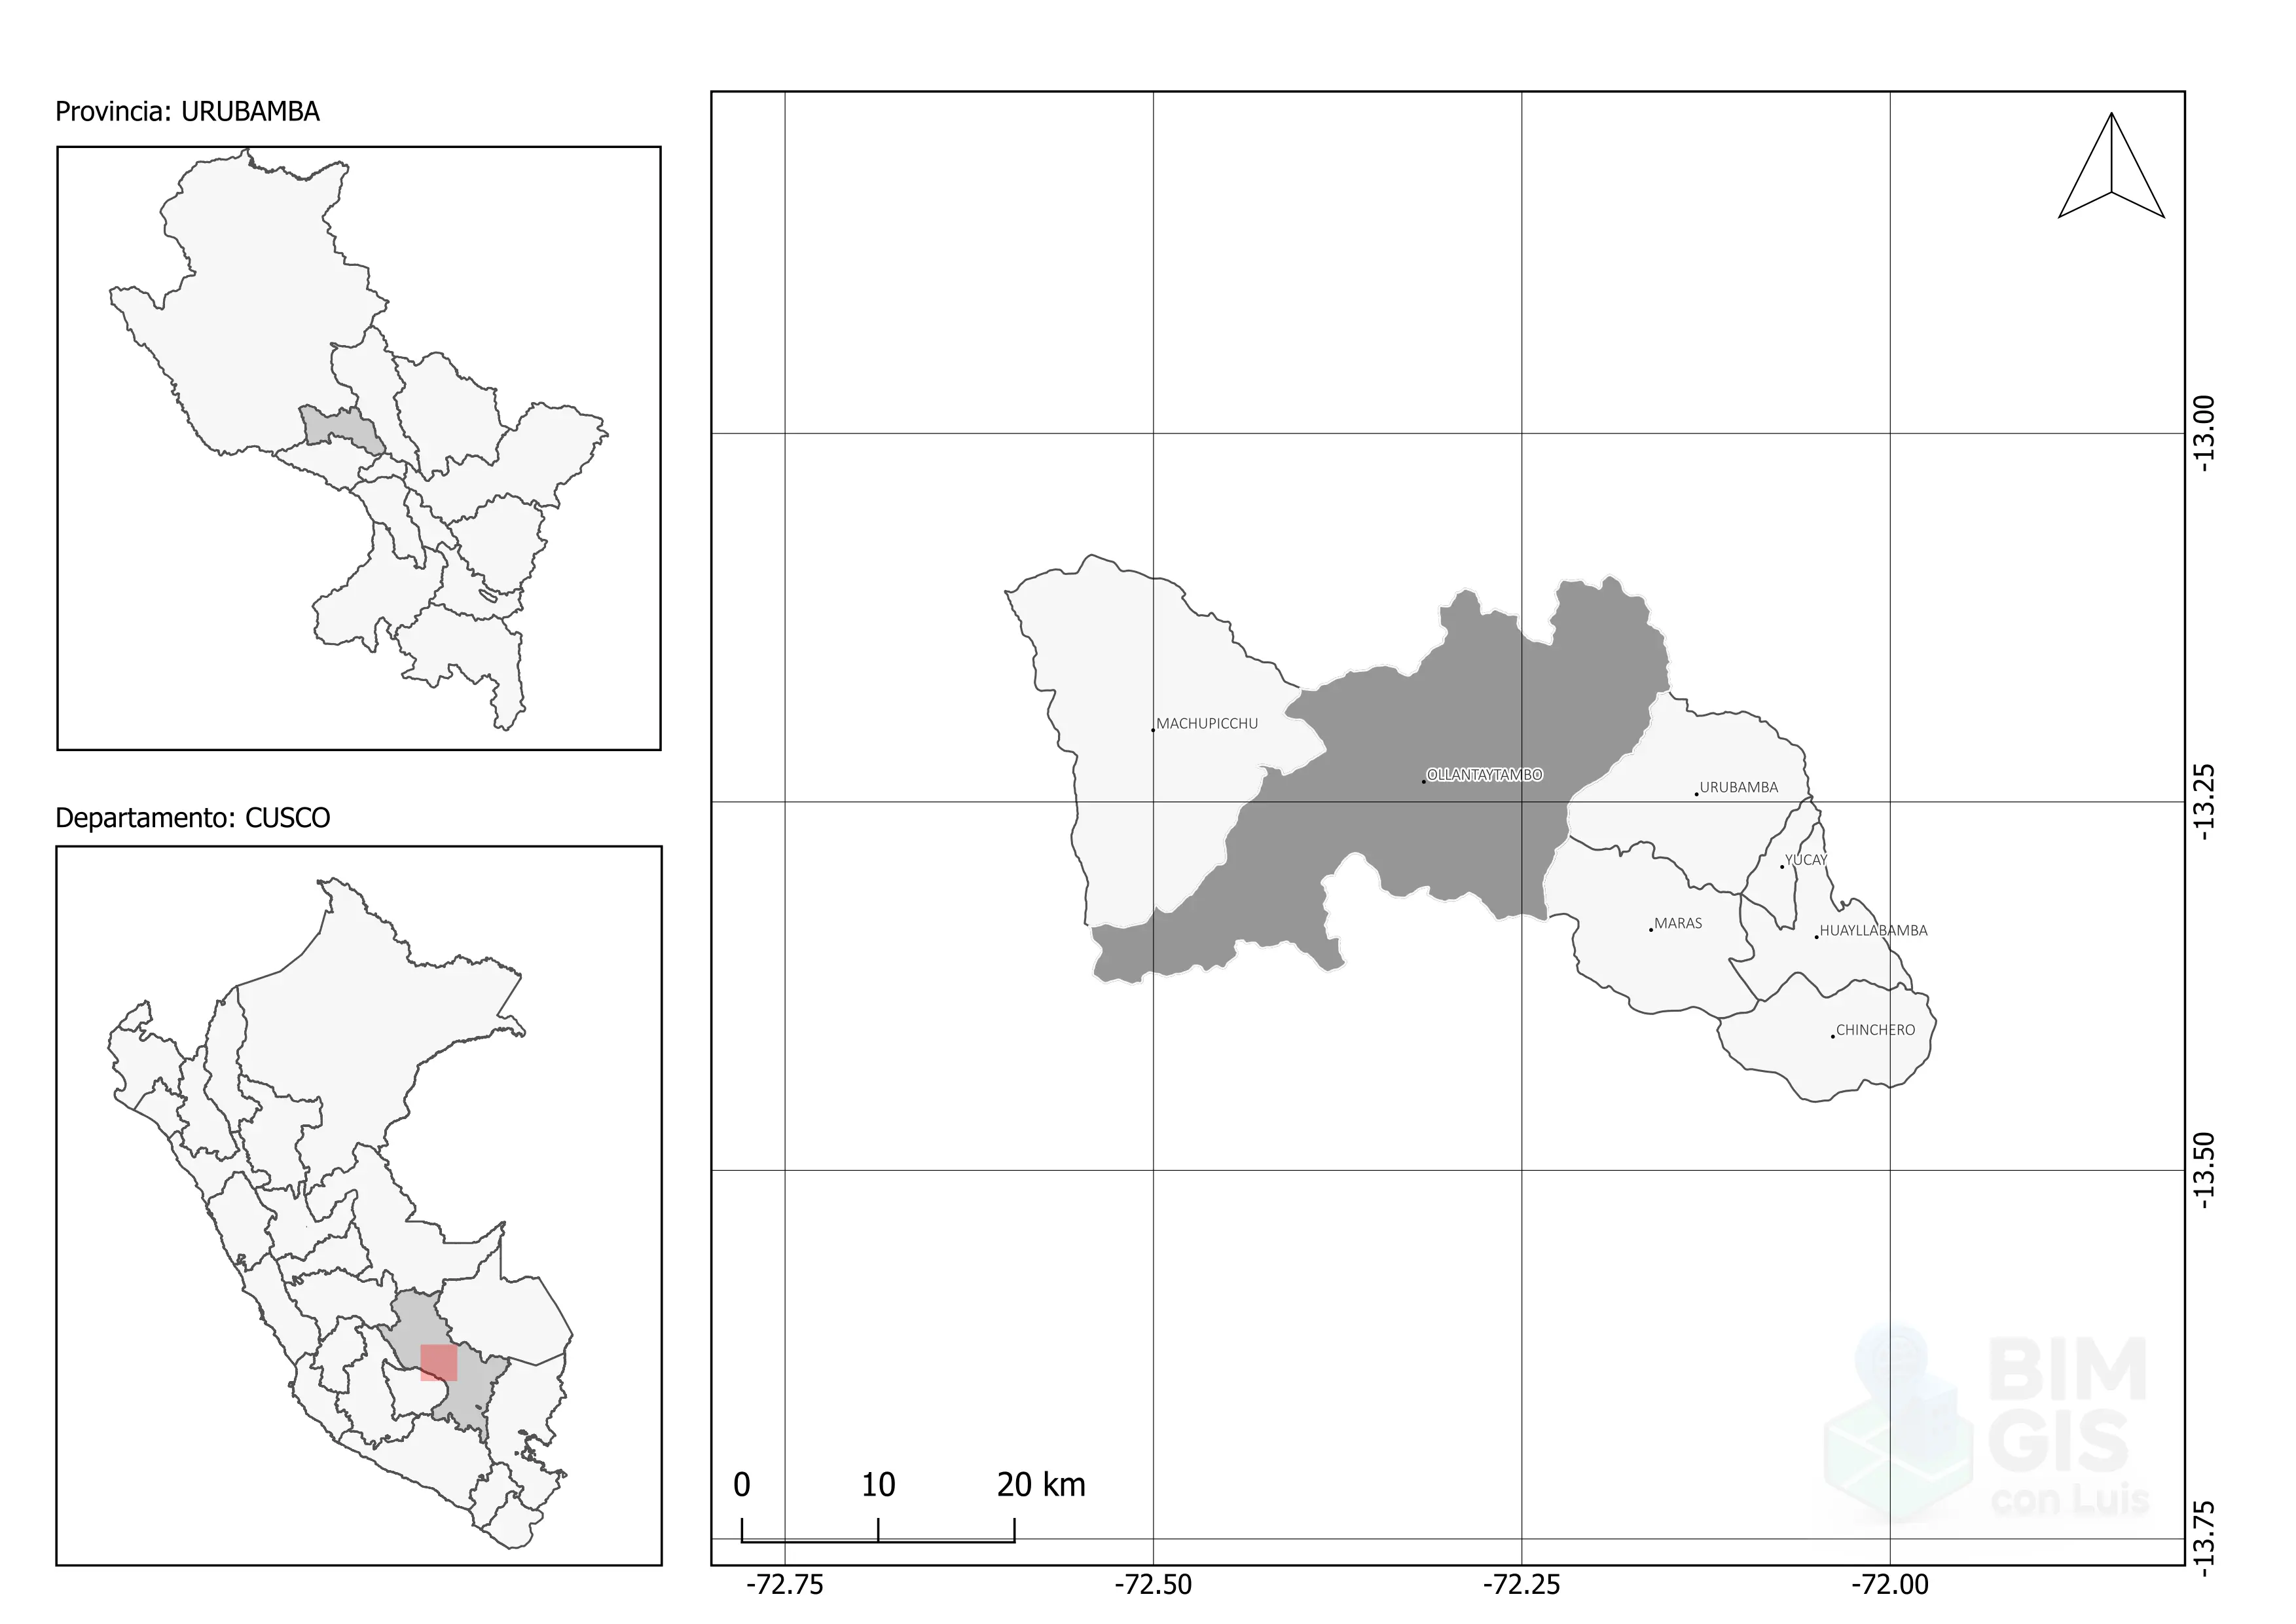 Provincia: URUBAMBA
Departamento: CUSCO
MACHUPICCHU
OLLANTAYTAMBO
URUBAMBA
YUCAY
MARAS
HUAYLLABAMBA
CHINCHERO
-13.00
-13.25
-13.50
-13.75
BIM
GIS
con Luis
0 10 20 km
-72.75 -72.50 -72.25 -72.00